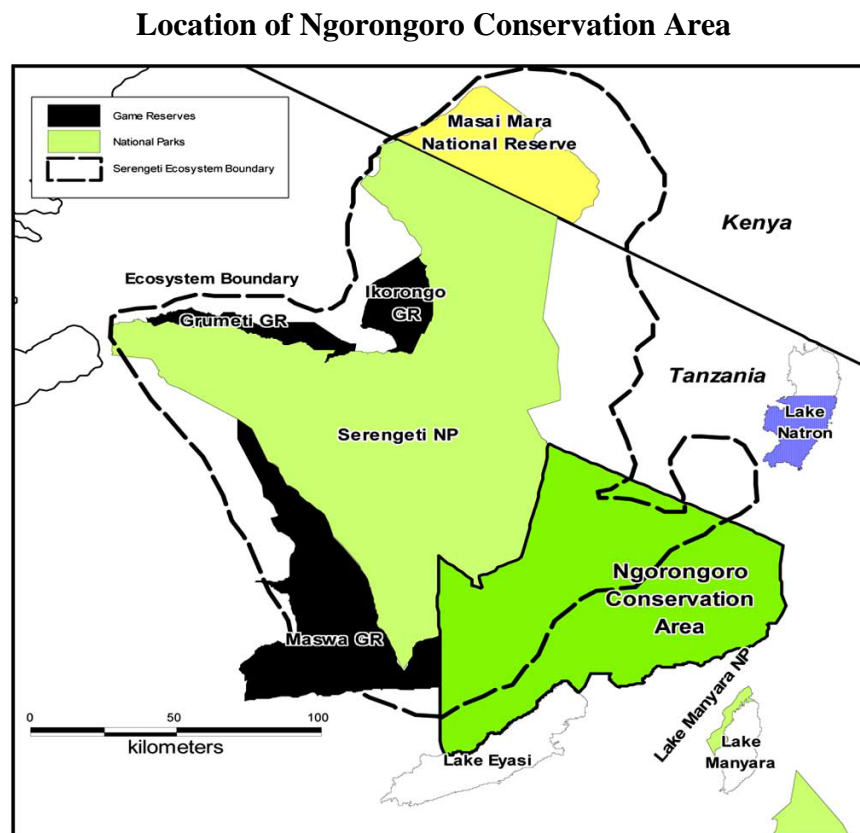 Location of Ngorongoro Conservation Area
Game Reserves
National Parks
Serengeti Ecosystem Boundary
Masai Mara
National Reserve
Kenya
Ecosystem Boundary
Ikorongo
GR
Grumeti GR
Tanzania
Lake
Natron
Serengeti NP
Ngorongoro
Conservation
Area
Maswa GR
Lake Manyara NP
0 50 100
kilometers
Lake Eyasi
Lake
Manyara